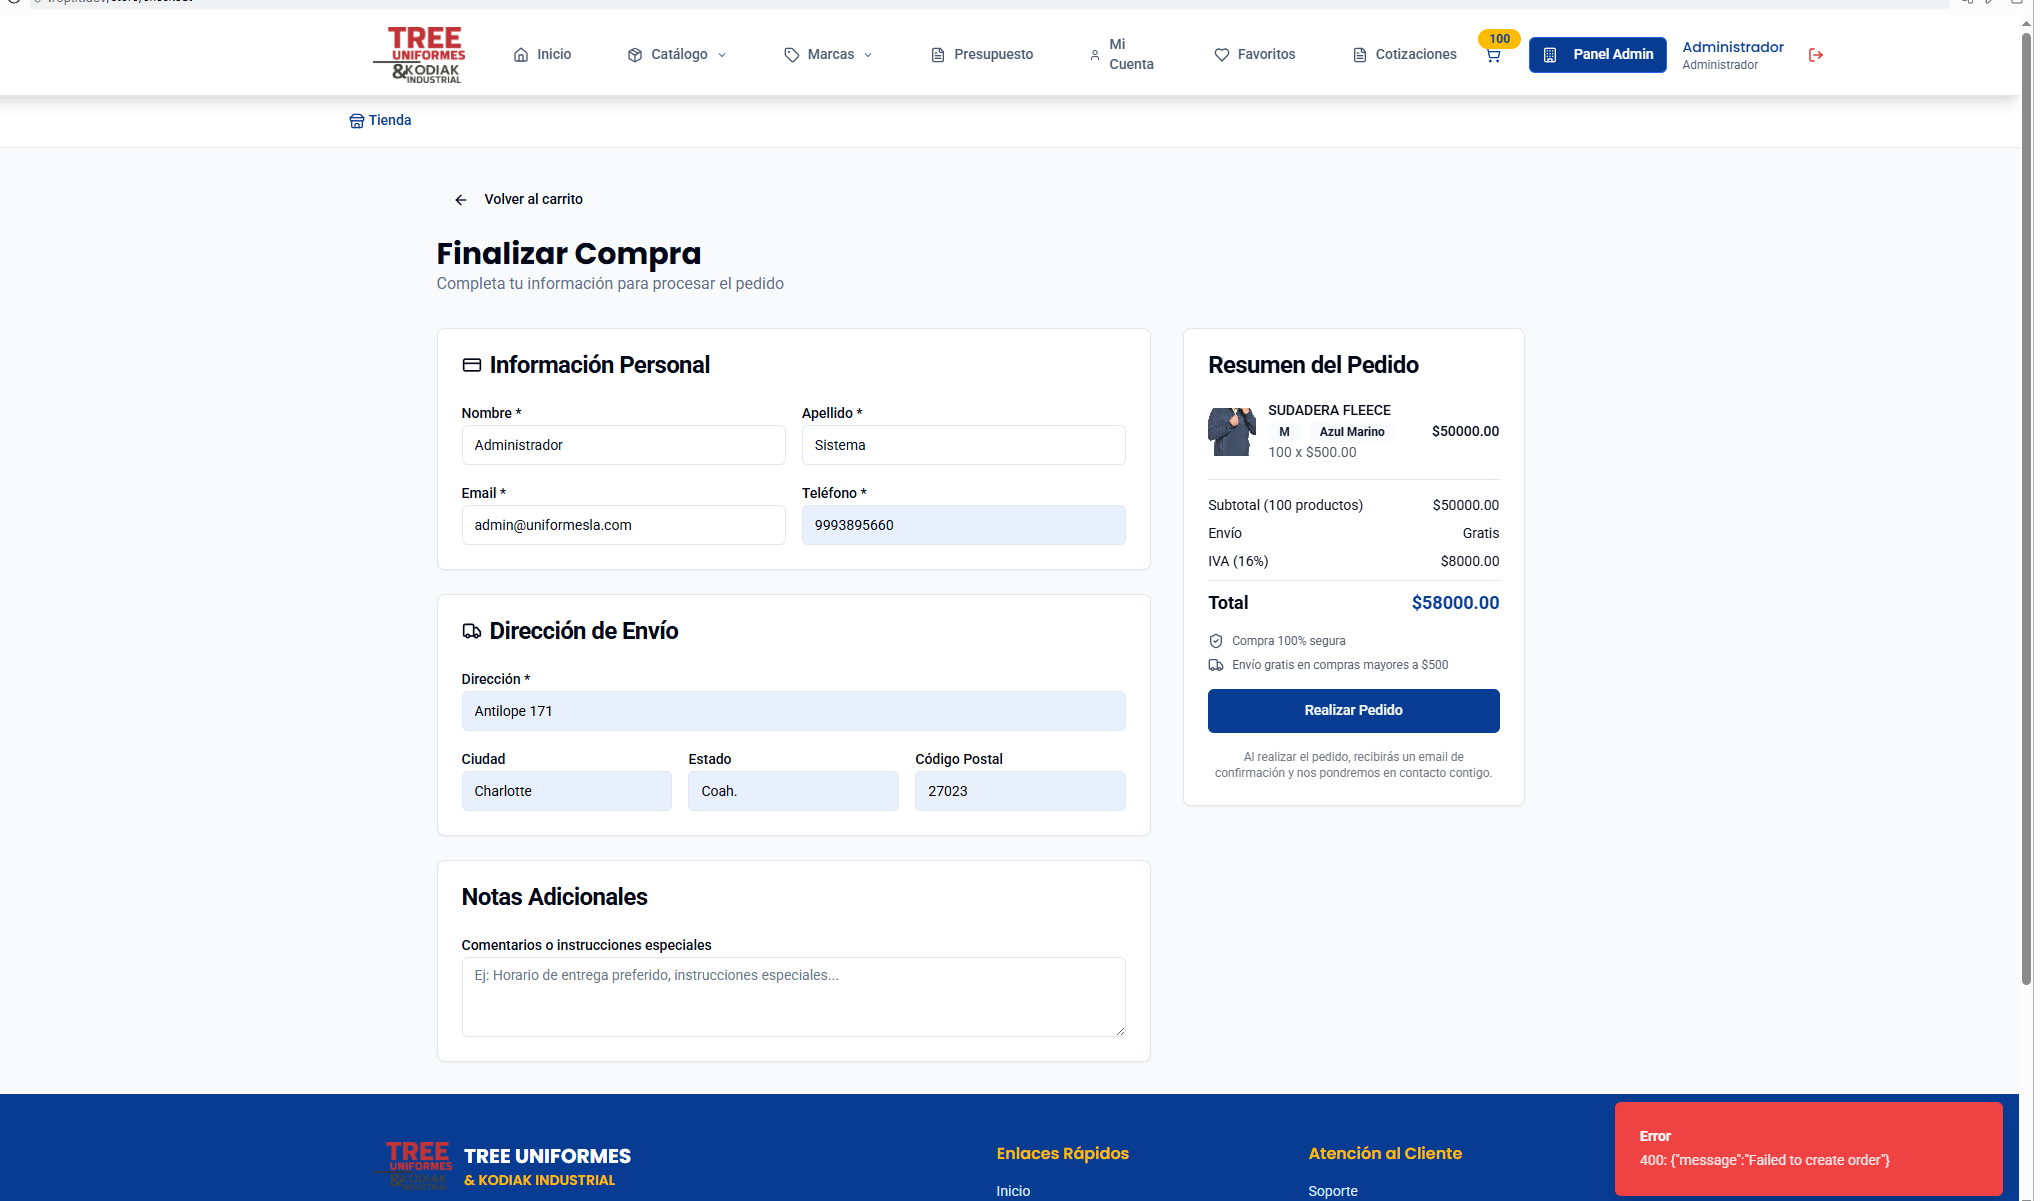 TREE
UNIFORMES
&KODIAK
INDUSTRIAL
Inicio
Catálogo
Marcas
Presupuesto
Mi
Cuenta
Favoritos
Cotizaciones
100
Panel Admin
Administrador
Administrador
Tienda
Volver al carrito
Finalizar Compra
Completa tu información para procesar el pedido
Información Personal
Nombre *
Apellido *
Administrador
Sistema
Email *
Teléfono *
admin@uniformesla.com
9993895660
Dirección de Envío
Dirección *
Antilope 171
Ciudad
Estado
Código Postal
Charlotte
Coah.
27023
Notas Adicionales
Comentarios o instrucciones especiales
Ej: Horario de entrega preferido, instrucciones especiales...
Resumen del Pedido
SUDADERA FLEECE
M
Azul Marino
$50000.00
100 x $500.00
Subtotal (100 productos)
$50000.00
Envío
Gratis
IVA (16%)
$8000.00
Total
$58000.00
Compra 100% segura
Envío gratis en compras mayores a $500
Realizar Pedido
Al realizar el pedido, recibirás un email de
confirmación y nos pondremos en contacto contigo.
TREE
UNIFORMES
&KODIAK
INDUSTRIAL
TREE UNIFORMES
& KODIAK INDUSTRIAL
Enlaces Rápidos
Inicio
Atención al Cliente
Soporte
Error
400: {"message":"Failed to create order"}